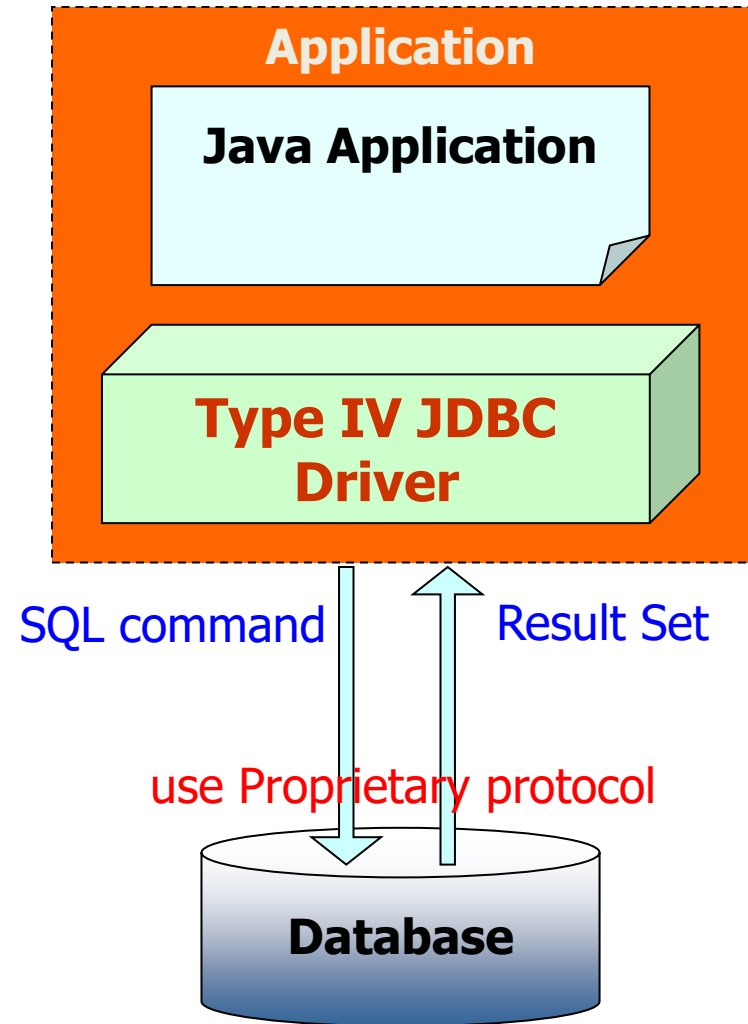 Application
Java Application
Type IV JDBC
Driver
SQL command
Result Set
use Proprietary protocol
Database